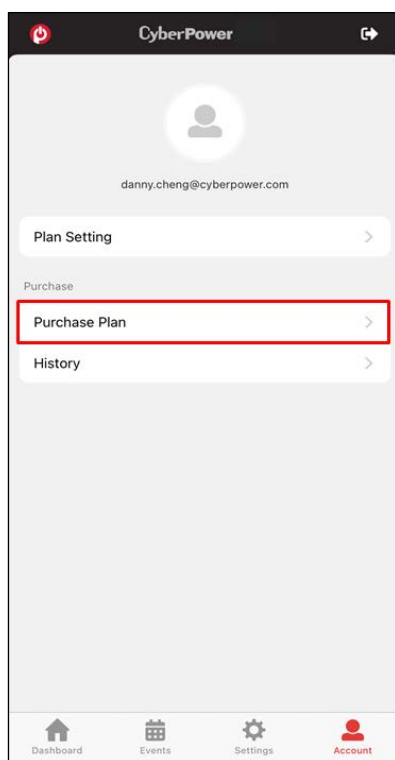 CyberPower
danny.cheng@cyberpower.com
Plan Setting
Purchase
Purchase Plan
History
Dashboard
Events
Settings
Account